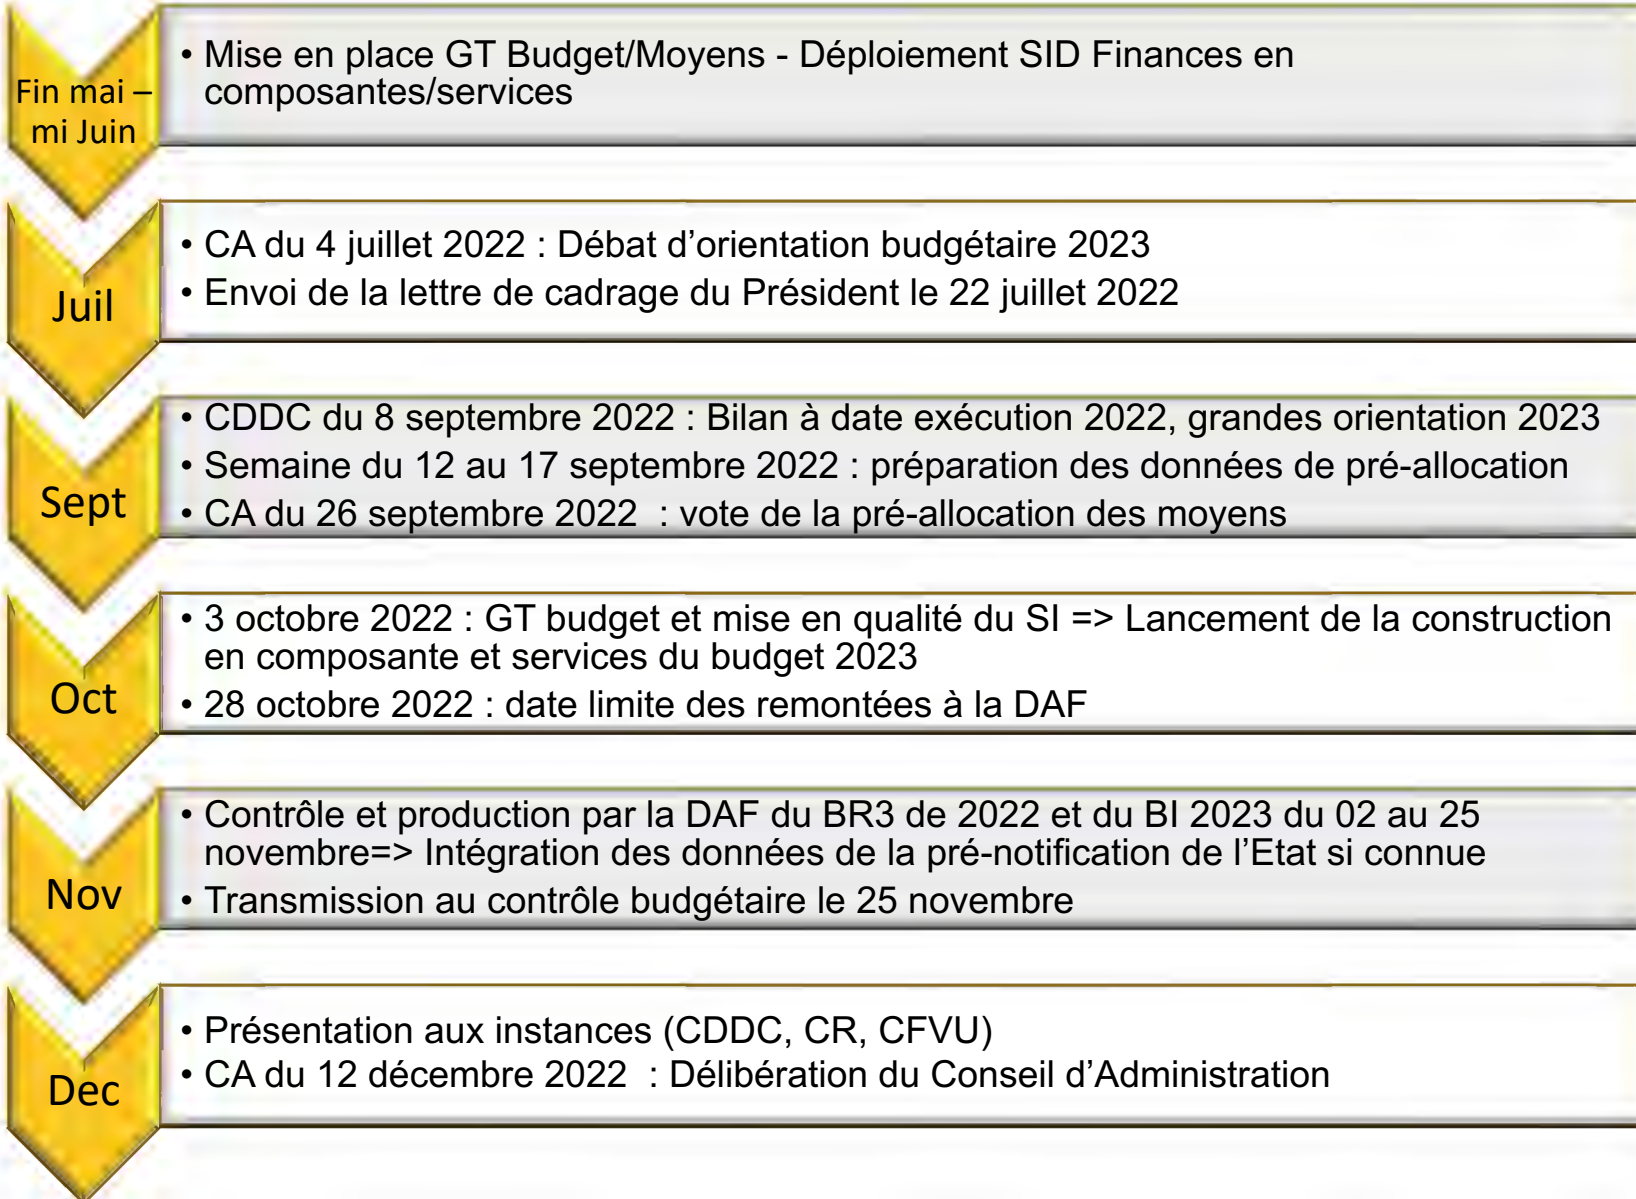 Fin mai –
mi Juin
• Mise en place GT Budget/Moyens - Déploiement SID Finances en
composantes/services
Juil
• CA du 4 juillet 2022 : Débat d’orientation budgétaire 2023
• Envoi de la lettre de cadrage du Président le 22 juillet 2022
Sept
• CDDC du 8 septembre 2022 : Bilan à date exécution 2022, grandes orientation 2023
• Semaine du 12 au 17 septembre 2022 : préparation des données de pré-allocation
• CA du 26 septembre 2022  : vote de la pré-allocation des moyens
Oct
• 3 octobre 2022 : GT budget et mise en qualité du SI => Lancement de la construction
en composante et services du budget 2023
• 28 octobre 2022 : date limite des remontées à la DAF
Nov
• Contrôle et production par la DAF du BR3 de 2022 et du BI 2023 du 02 au 25
novembre=> Intégration des données de la pré-notification de l’Etat si connue
• Transmission au contrôle budgétaire le 25 novembre
Dec
• Présentation aux instances (CDDC, CR, CFVU)
• CA du 12 décembre 2022  : Délibération du Conseil d’Administration